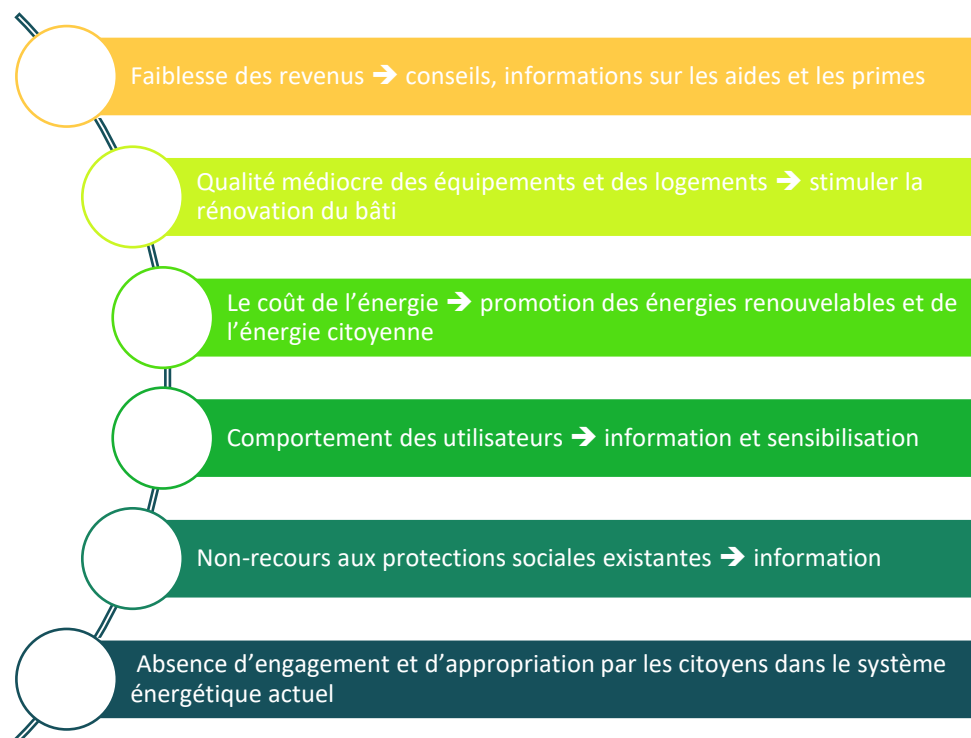 Faiblesse des revenus ➔ conseils, informations sur les aides et les primes
Qualité médiocre des équipements et des logements ➔ stimuler la
rénovation du bâti
Le coût de l’énergie ➔ promotion des énergies renouvelables et de
l’énergie citoyenne
Comportement des utilisateurs ➔ information et sensibilisation
Non-recours aux protections sociales existantes ➔ information
Absence d’engagement et d’appropriation par les citoyens dans le système
énergétique actuel